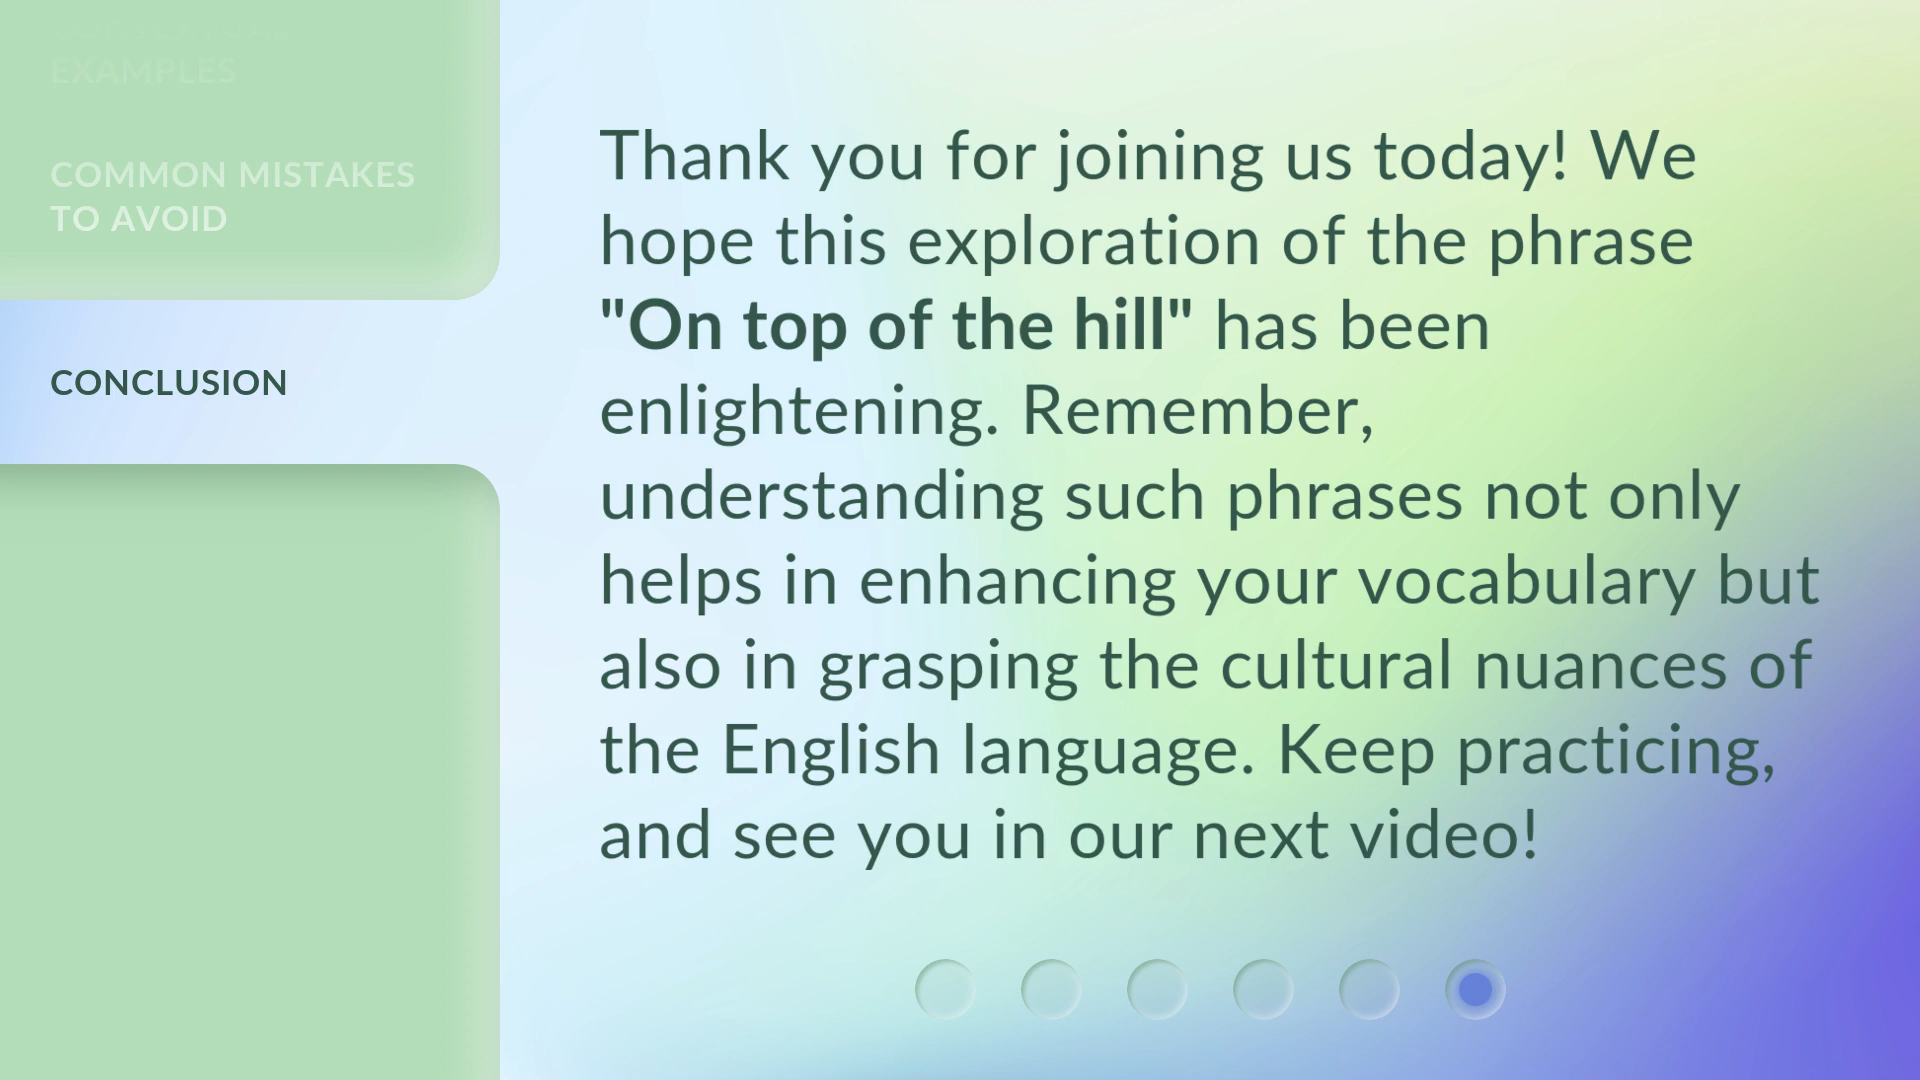 EXAMPLES
COMMON MISTAKES
TO AVOID
CONCLUSION
Thank you for joining us today! We
hope this exploration of the phrase
"On top of the hill" has been
enlightening. Remember,
understanding such phrases not only
helps in enhancing your vocabulary but
also in grasping the cultural nuances of
the English language. Keep practicing,
and see you in our next video!